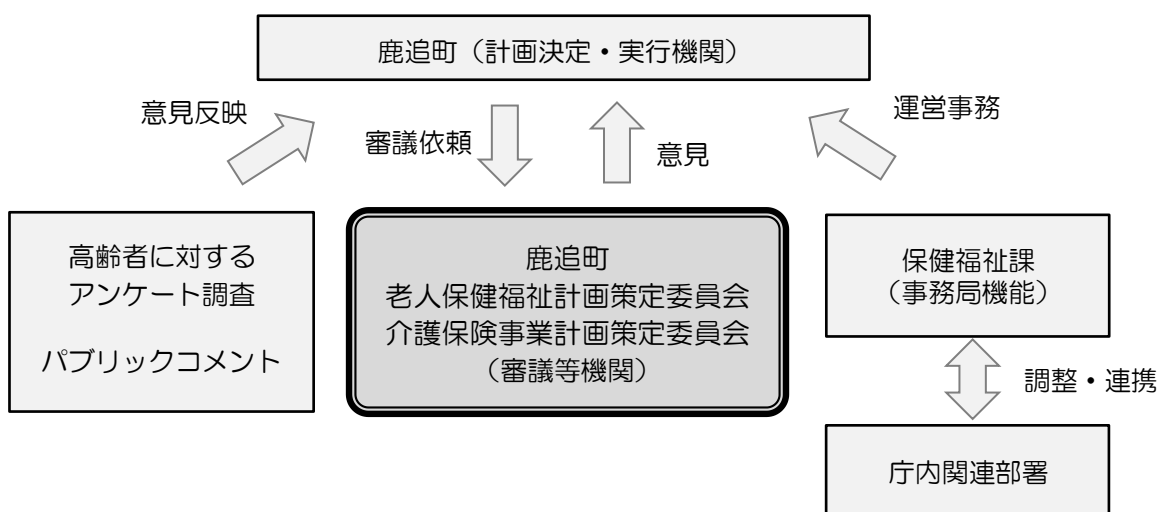 鹿追町（計画決定・実行機関）
意見反映
審議依頼
意見
運営事務
高齢者に対する
アンケート調査
パブリックコメント
鹿追町
老人保健福祉計画策定委員会
介護保険事業計画策定委員会
（審議等機関）
保健福祉課
（事務局機能）
調整・連携
庁内関連部署